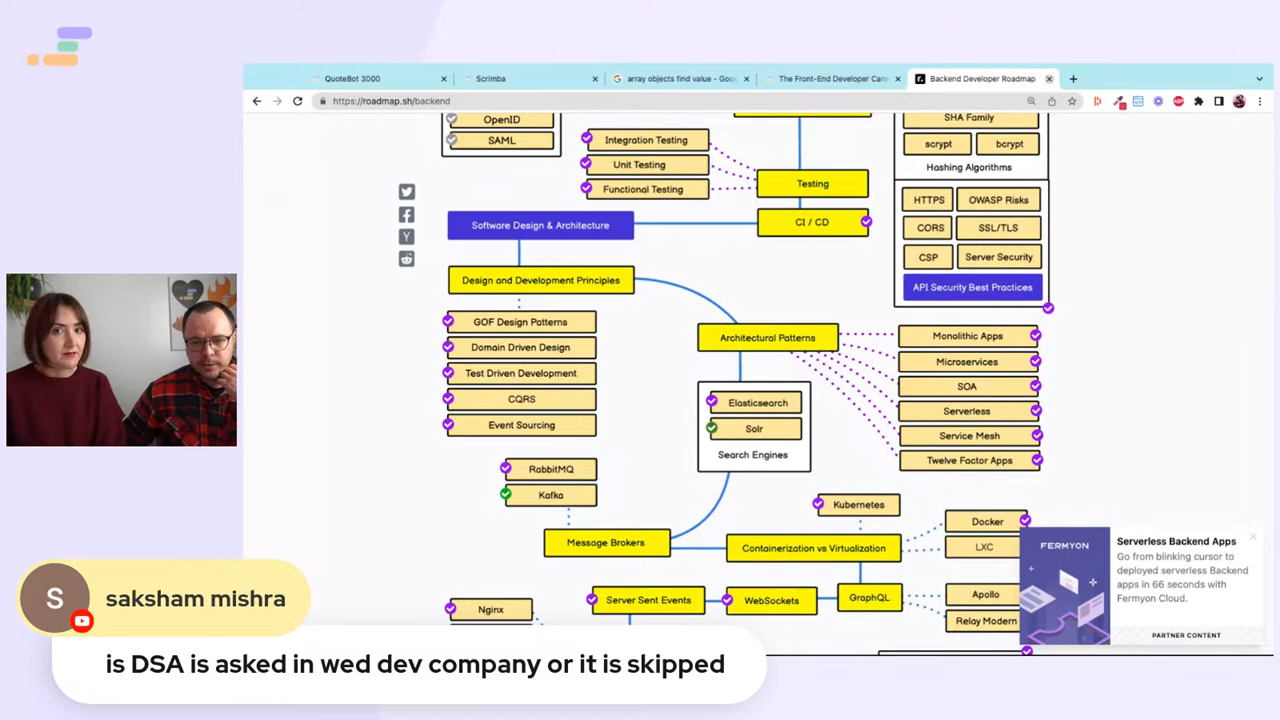 QuoteBot 3000
Scrimba
array objects find value - Goo
The Front-End Developer Care
Backend Developer Roadmap
https://roadmap.sh/backend
OpenID
SAML
Integration Testing
Unit Testing
Functional Testing
Testing
CI / CD
SHA Family
scrypt
bcrypt
Hashing Algorithms
HTTPS
OWASP Risks
CORS
SSL/TLS
CSP
Server Security
API Security Best Practices
Software Design & Architecture
Design and Development Principles
GOF Design Patterns
Domain Driven Design
Test Driven Development
CQRS
Event Sourcing
Architectural Patterns
Monolithic Apps
Microservices
SOA
Serverless
Service Mesh
Twelve Factor Apps
Elasticsearch
Solr
Search Engines
RabbitMQ
Kafka
Message Brokers
Kubernetes
Containerization vs Virtualization
Docker
LXC
Server Sent Events
WebSockets
GraphQL
Apollo
Relay Modern
Nginx
FERMYON
Serverless Backend Apps
Go from blinking cursor to
deployed serverless Backend
apps in 66 seconds with
Fermyon Cloud.
PARTNER CONTENT
S
saksham mishra
is DSA is asked in wed dev company or it is skipped